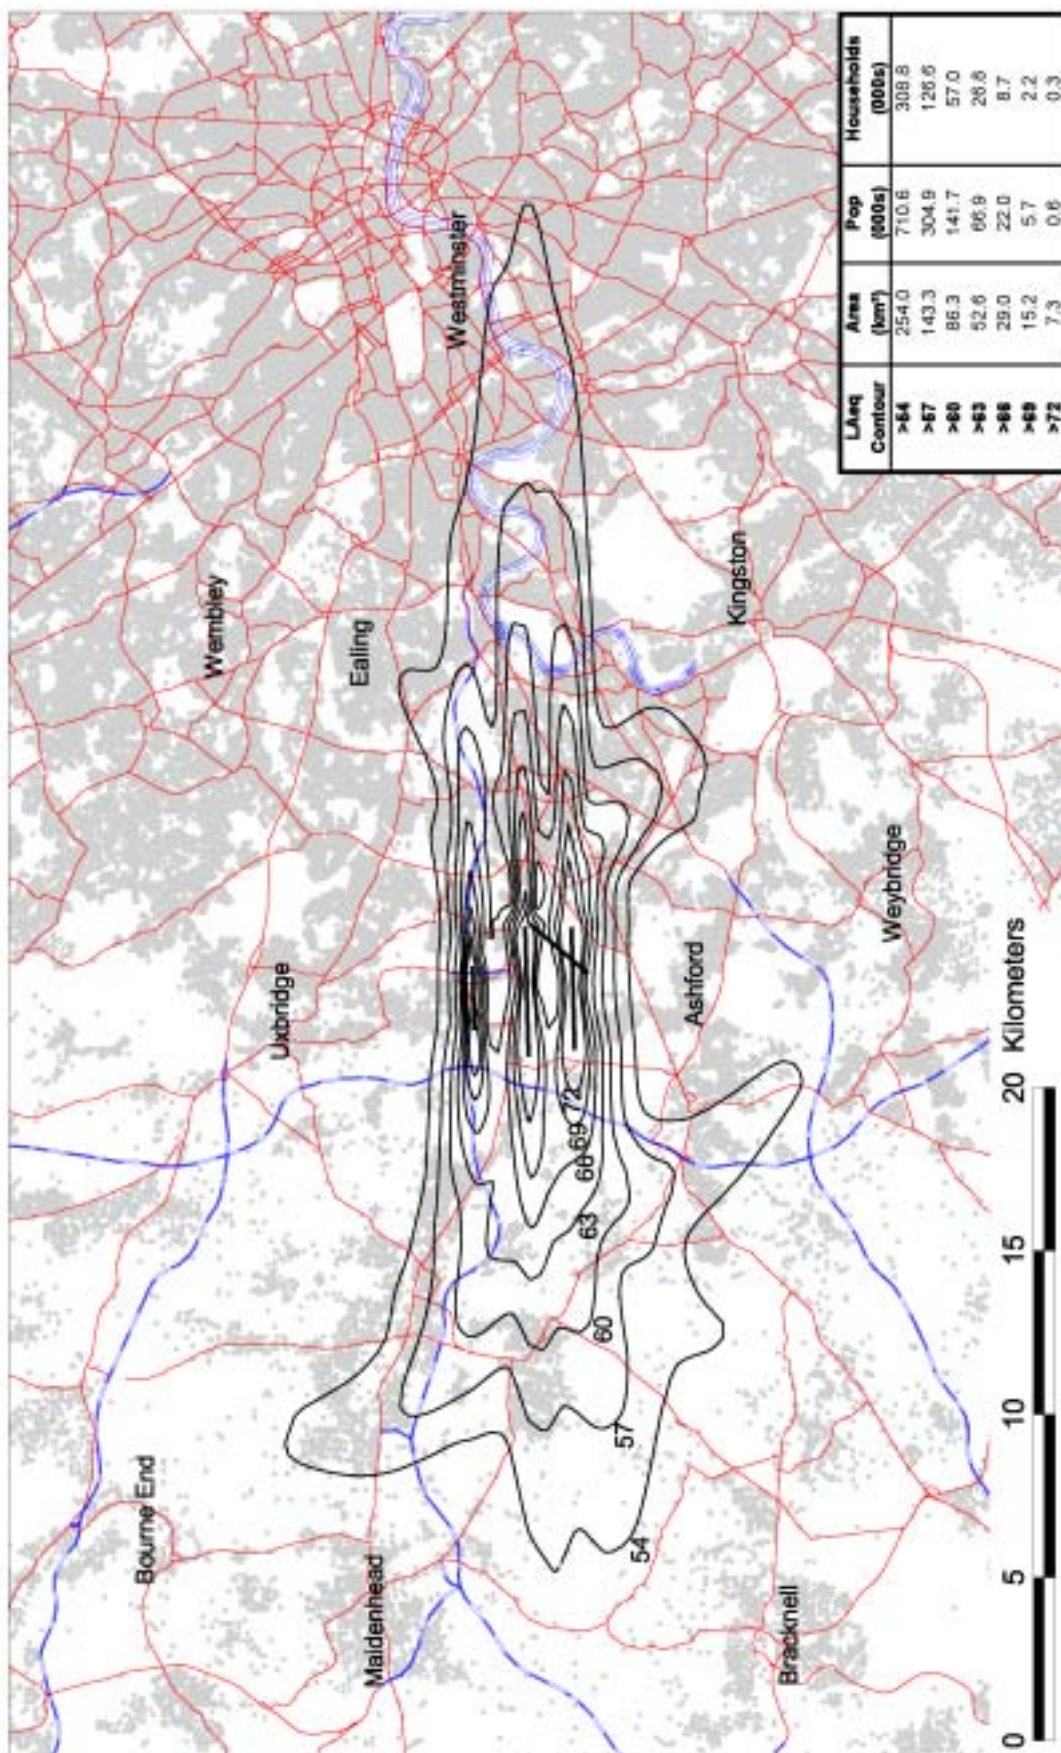 Bourne End
Maidenhead
Bracknell
Uxbridge
Wembley
Ealing
Westminster
Kingston
Ashford
Weybridge
54
57
60
63
66
69
72
0 5 10 15 20 Kilometers
LAeq Contour Area (km²) Pop (000s) Households (000s)
>54 254.0 710.6 308.8
>57 143.3 304.9 126.6
>60 86.3 141.7 57.0
>63 52.6 66.9 26.8
>66 29.0 22.0 8.7
>69 15.2 5.7 2.2
>72 7.3 0.6 0.3